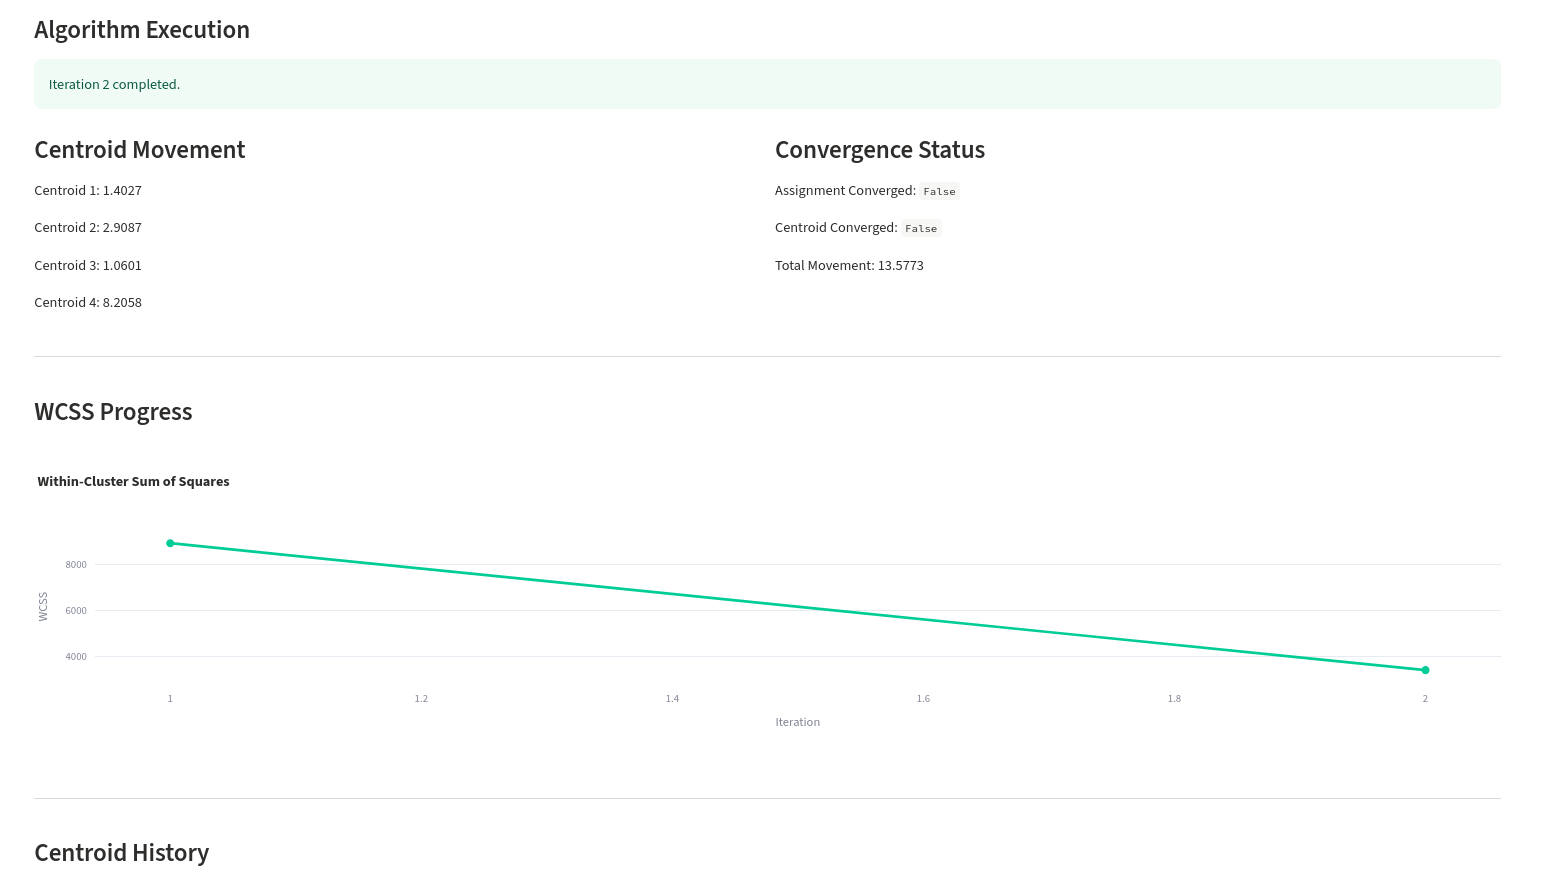 Algorithm Execution
Iteration 2 completed.
Centroid Movement
Centroid 1: 1.4027
Centroid 2: 2.9087
Centroid 3: 1.0601
Centroid 4: 8.2058
Convergence Status
Assignment Converged: False
Centroid Converged: False
Total Movement: 13.5773
WCSS Progress
Within-Cluster Sum of Squares
WCSS
8000
6000
4000
1 1.2 1.4 1.6 1.8 2
Iteration
Centroid History